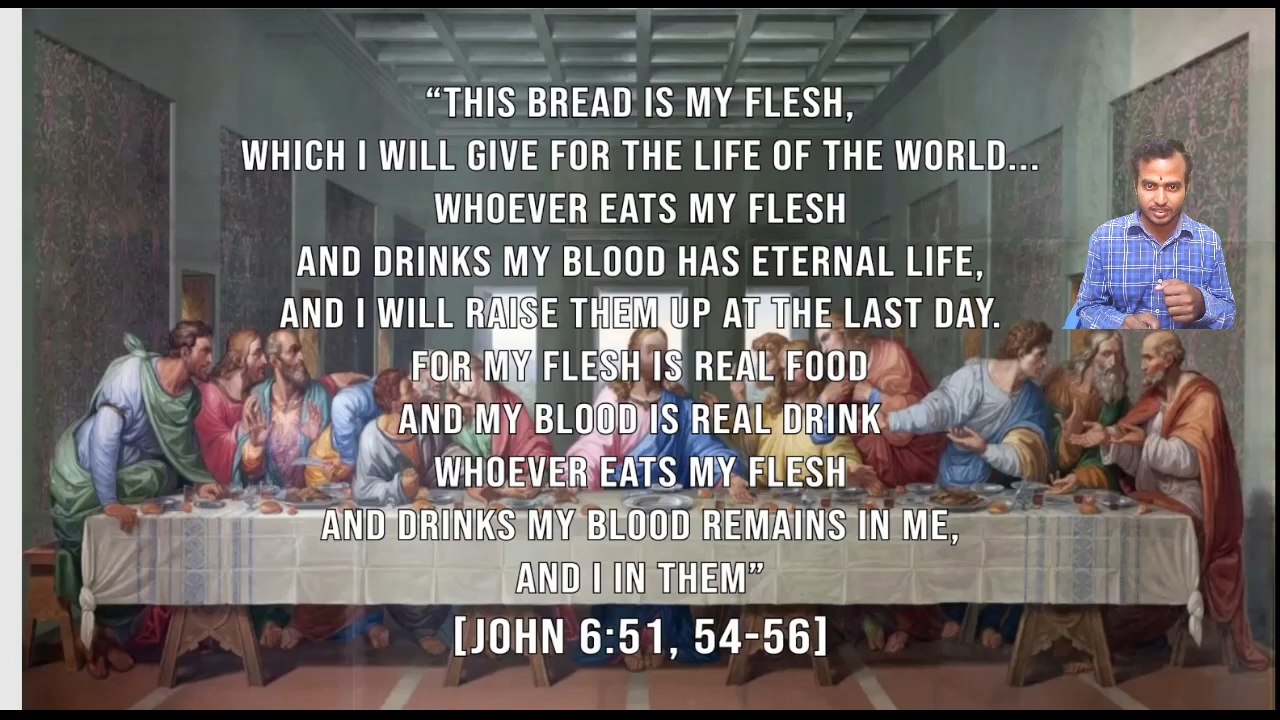 “THIS BREAD IS MY FLESH,
WHICH I WILL GIVE FOR THE LIFE OF THE WORLD...
WHOEVER EATS MY FLESH
AND DRINKS MY BLOOD HAS ETERNAL LIFE,
AND I WILL RAISE THEM UP AT THE LAST DAY.
FOR MY FLESH IS REAL FOOD
AND MY BLOOD IS REAL DRINK
WHOEVER EATS MY FLESH
AND DRINKS MY BLOOD REMAINS IN ME,
AND I IN THEM”
[JOHN 6:51, 54-56]